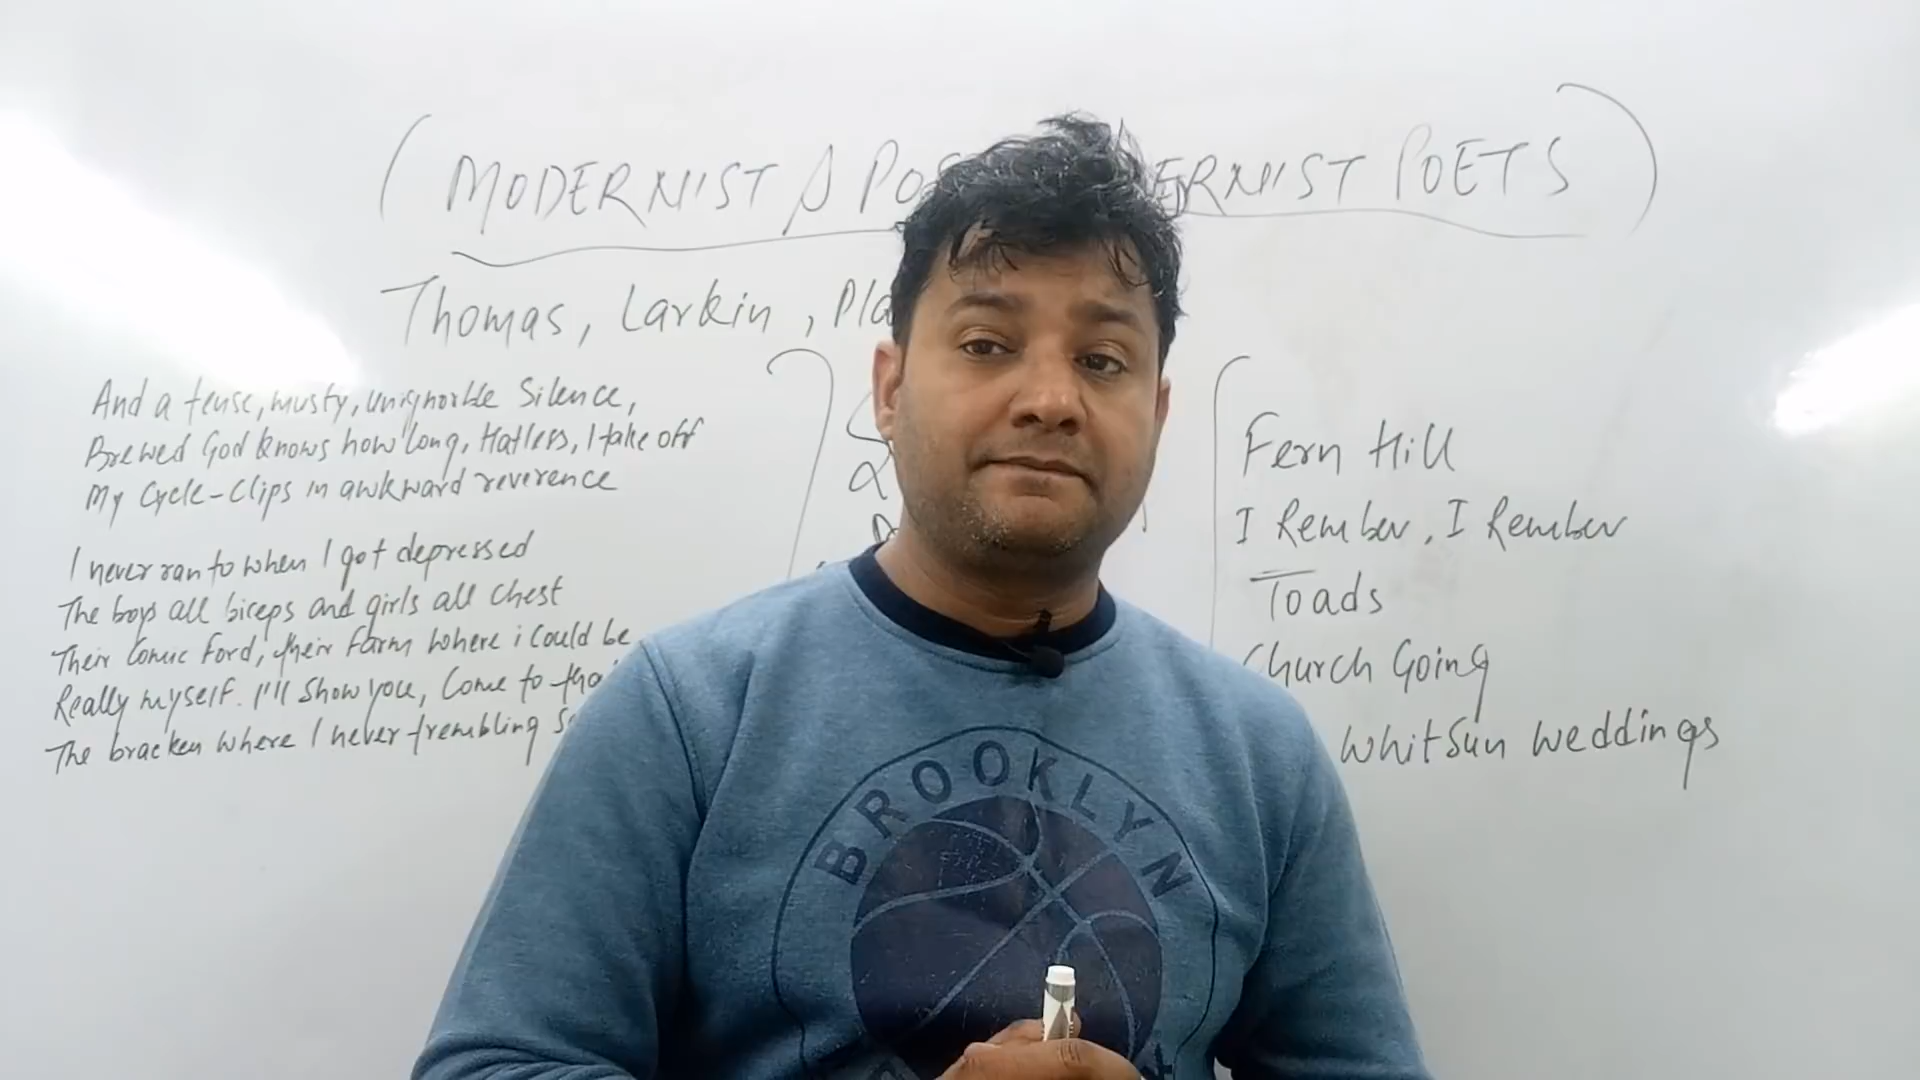 ( MODERNIST & POS ERNIST POETS )
Thomas, Larkin, Pla
And a tense, musty, unignorble Silence,
Brewed God knows how long, Hatless, I take off
My Cycle-Clips in awkward reverence
I never ran to when I got depressed
The boys all biceps and girls all chest
Their Comic Ford, their Farm Where i could be
Really myself. I'll show you, Come to tha
The bracken where I never trembling S
Fern Hill
I Rember, I Rember
Toads
Church Going
Whitsun Weddings
BROOKLYN